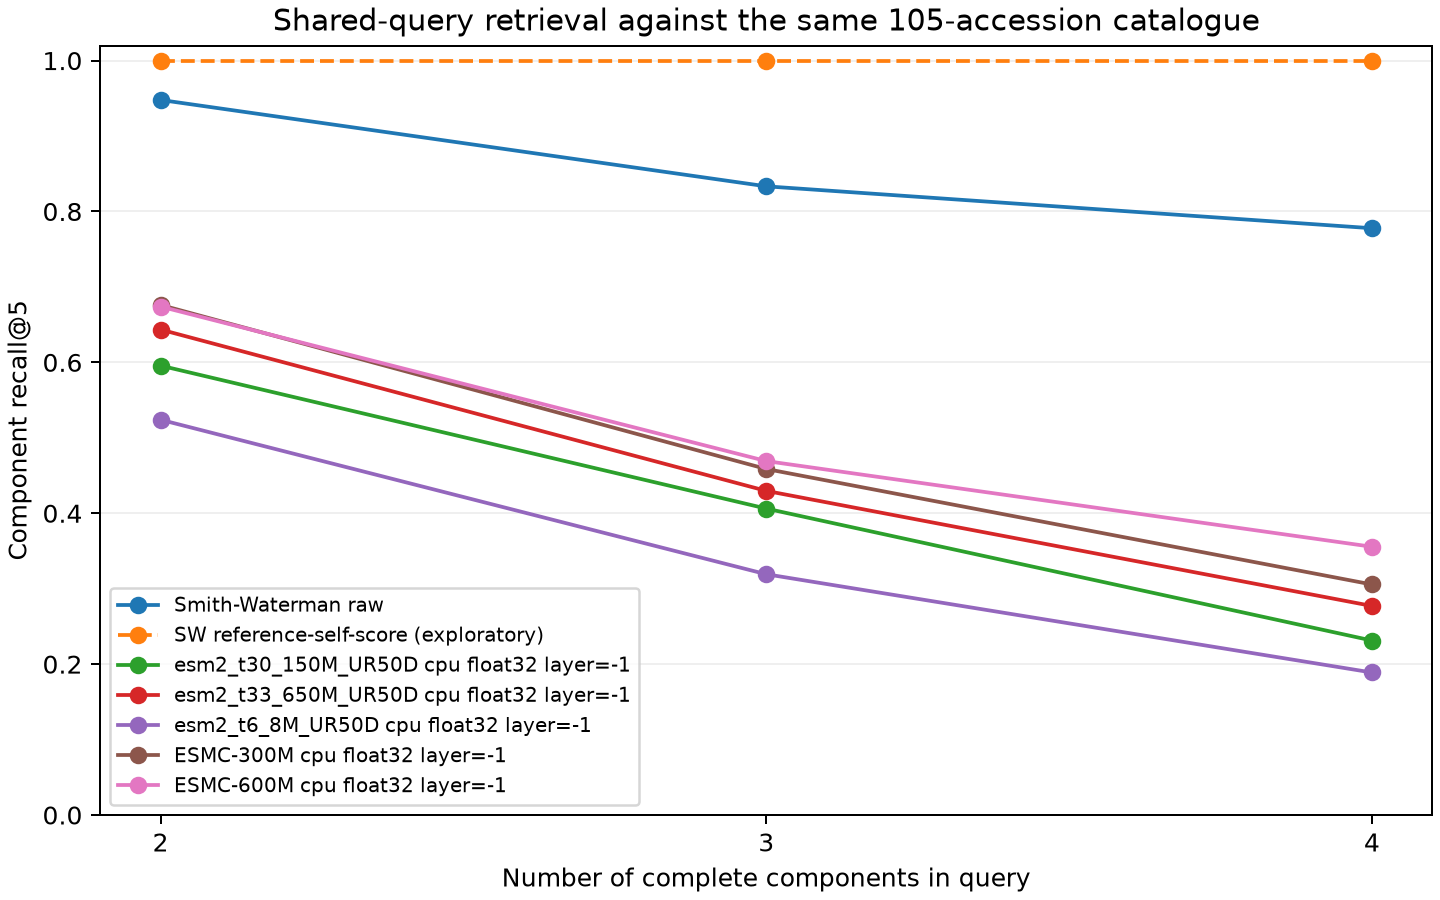 Shared-query retrieval against the same 105-accession catalogue
1.0
0.8
0.6
0.4
0.2
0.0
Component recall@5
Smith-Waterman raw
SW reference-self-score (exploratory)
esm2_t30_150M_UR50D cpu float32 layer=-1
esm2_t33_650M_UR50D cpu float32 layer=-1
esm2_t6_8M_UR50D cpu float32 layer=-1
ESMC-300M cpu float32 layer=-1
ESMC-600M cpu float32 layer=-1
2 3 4
Number of complete components in query